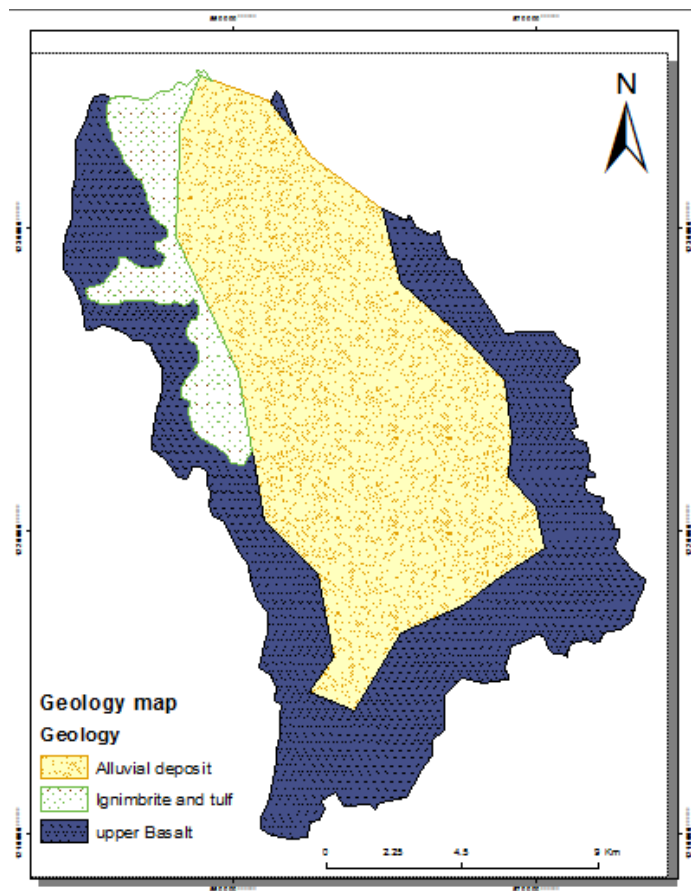 N
Geology map
Geology
Alluvial deposit
Ignimbrite and tulf
upper Basalt
0 2.25 4.5 9 Km